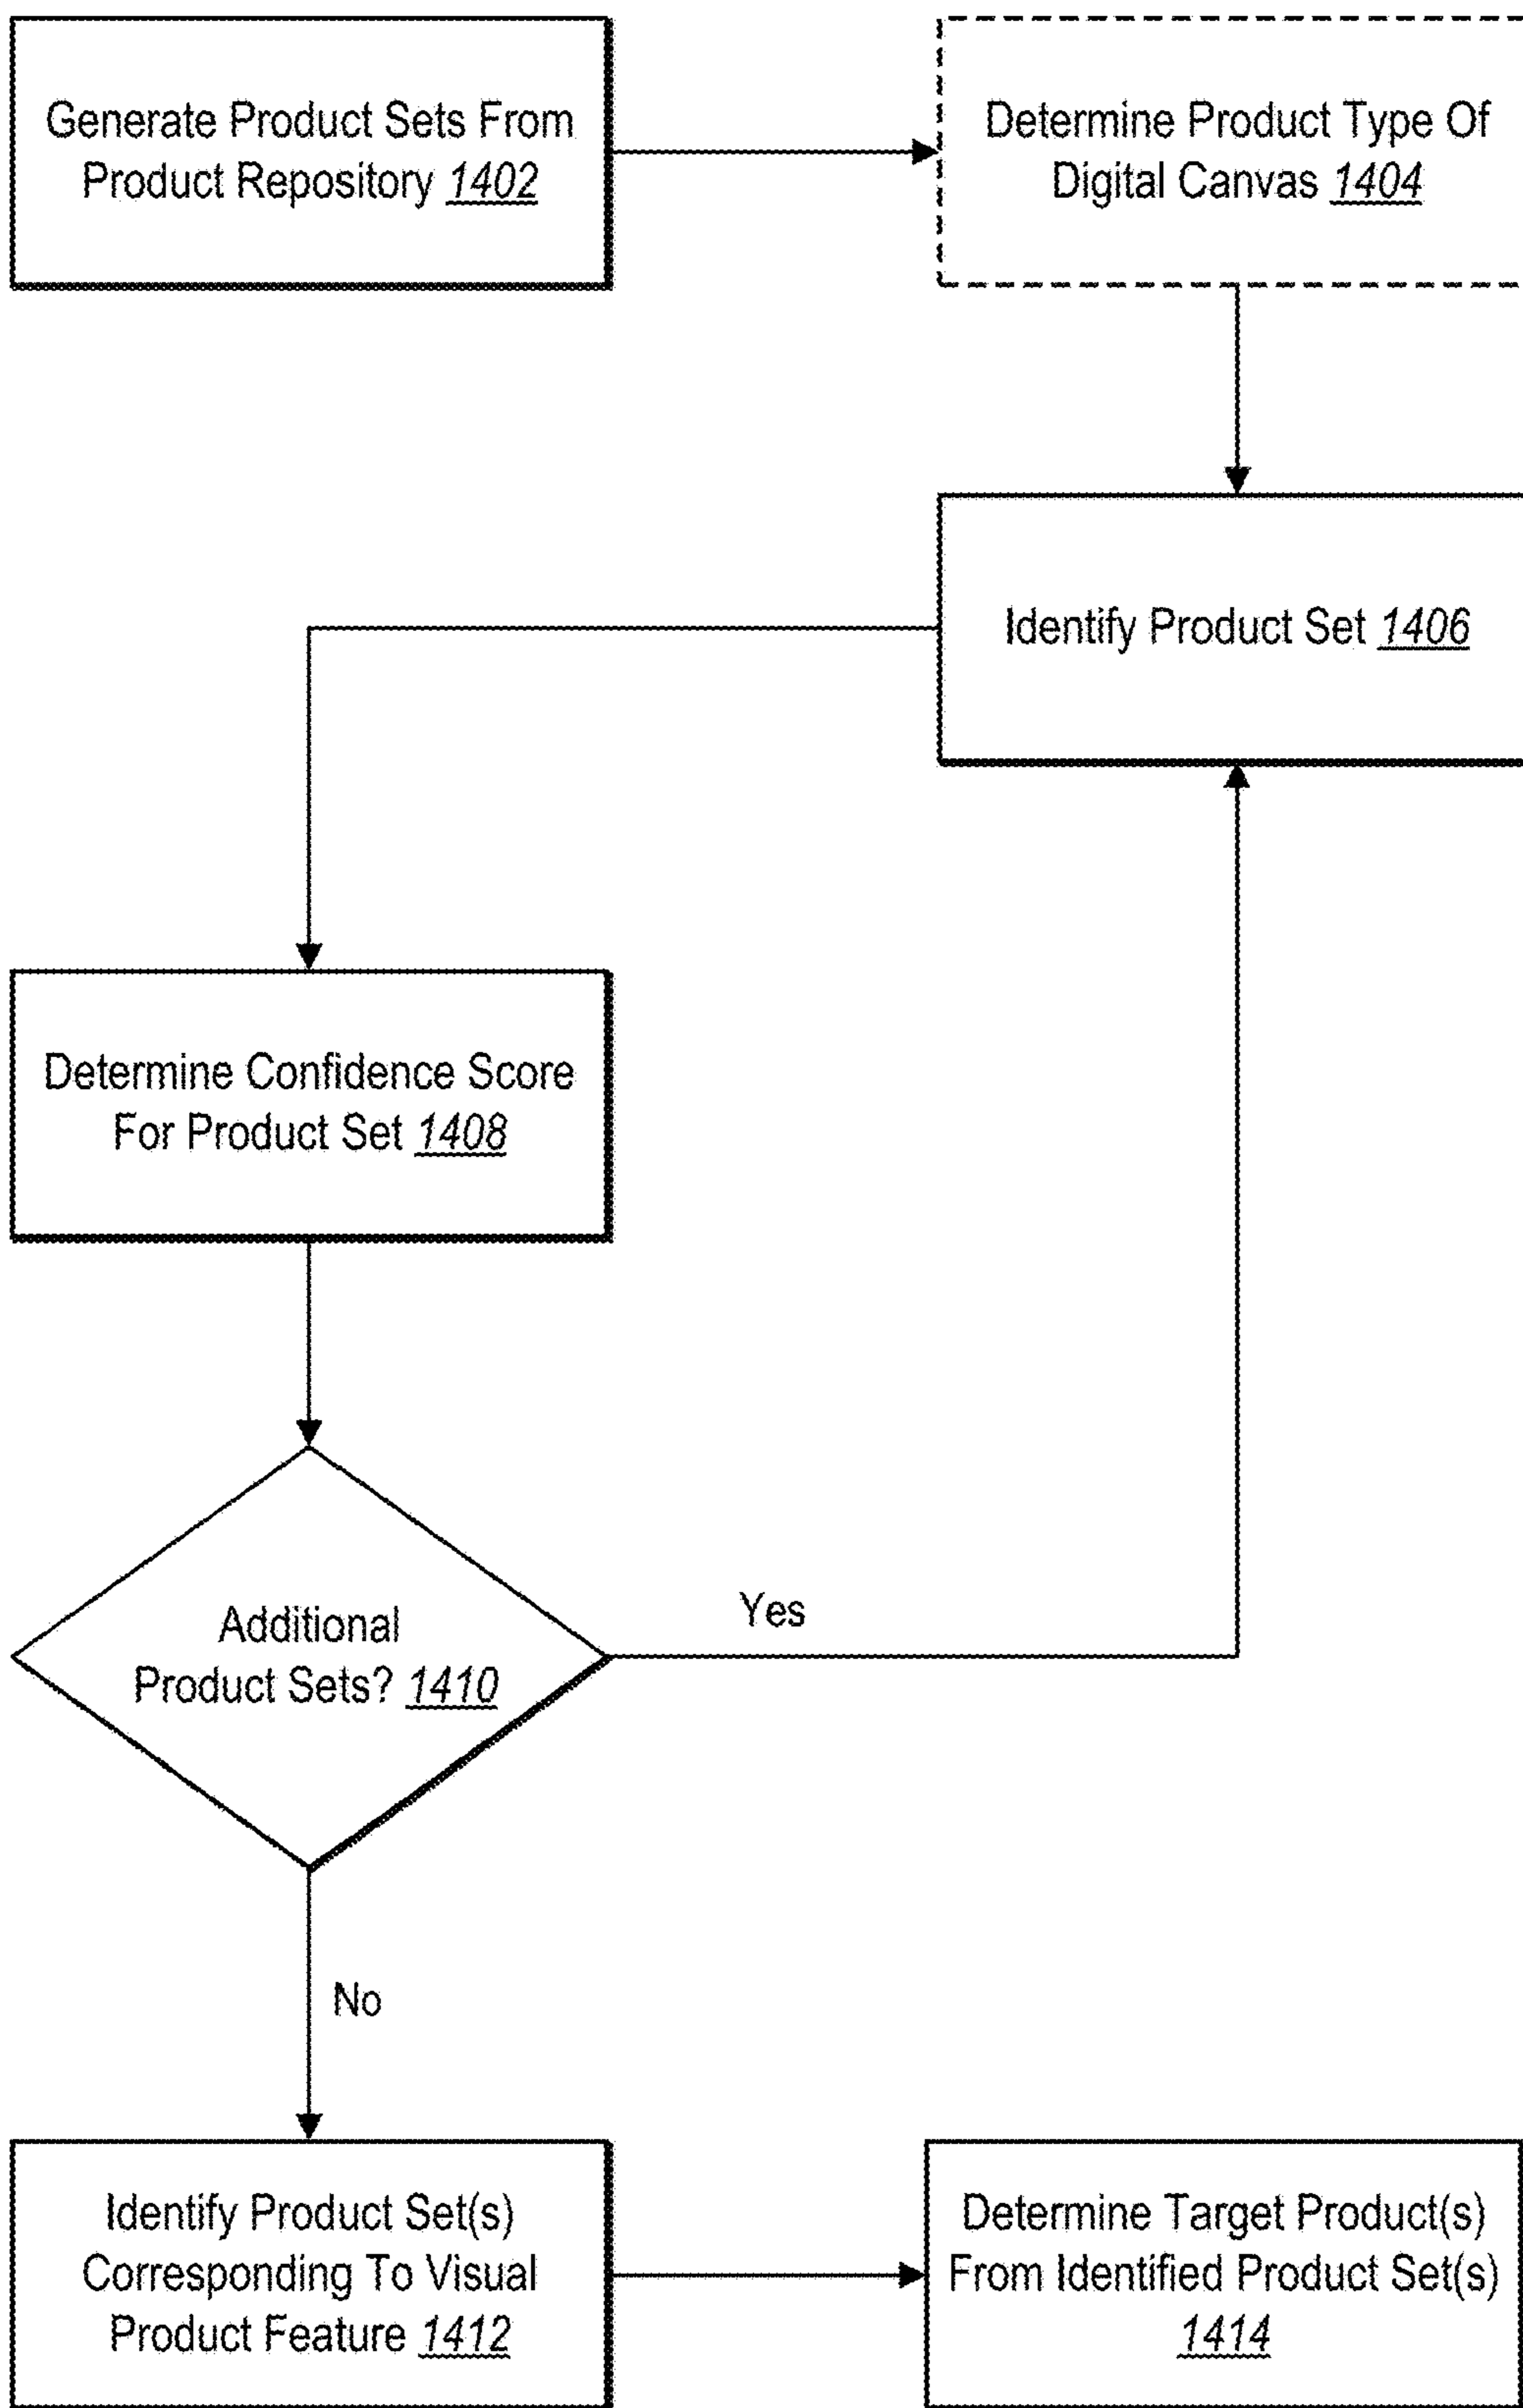 Generate Product Sets From
Product Repository 1402
Determine Product Type Of
Digital Canvas 1404
Identify Product Set 1406
Determine Confidence Score
For Product Set 1408
Additional
Product Sets? 1410
Yes
No
Identify Product Set(s)
Corresponding To Visual
Product Feature 1412
Determine Target Product(s)
From Identified Product Set(s)
1414